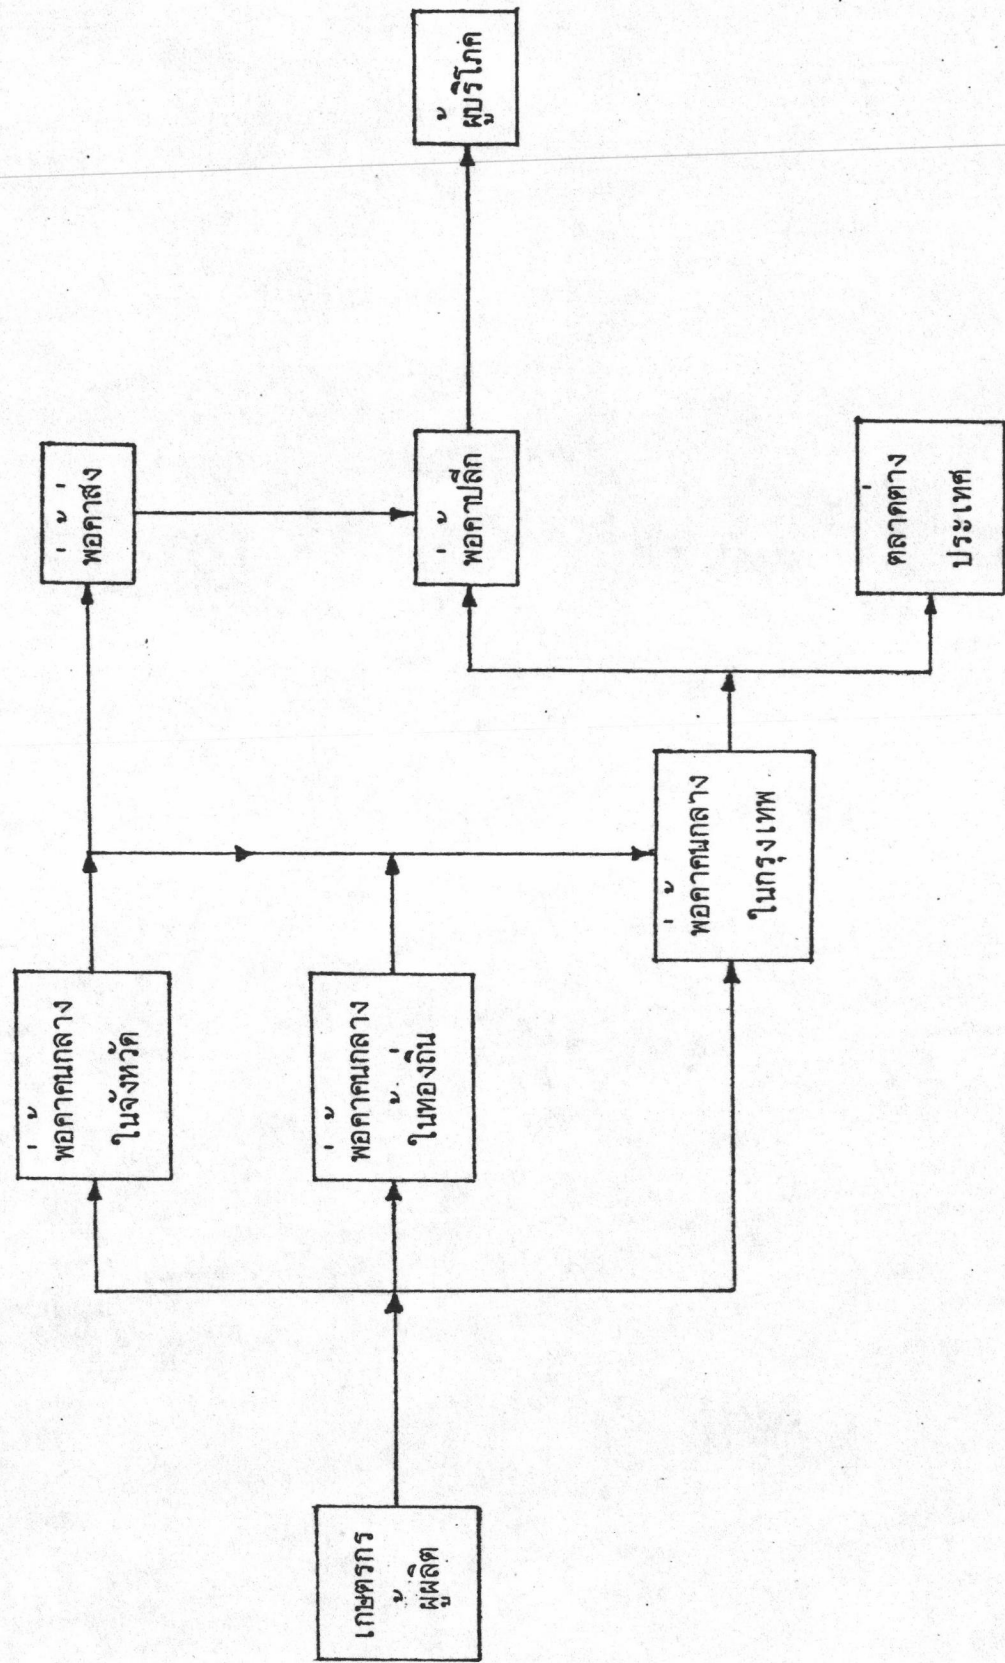 เกษตรกร
ผู้ผลิต
พ่อค้าคนกลาง
ในจังหวัด
พ่อค้าคนกลาง
ในท้องถิ่น
พ่อค้าคนกลาง
ในกรุงเทพ
พ่อค้าส่ง
พ่อค้าปลีก
ตลาดต่าง
ประเทศ
ผู้บริโภค